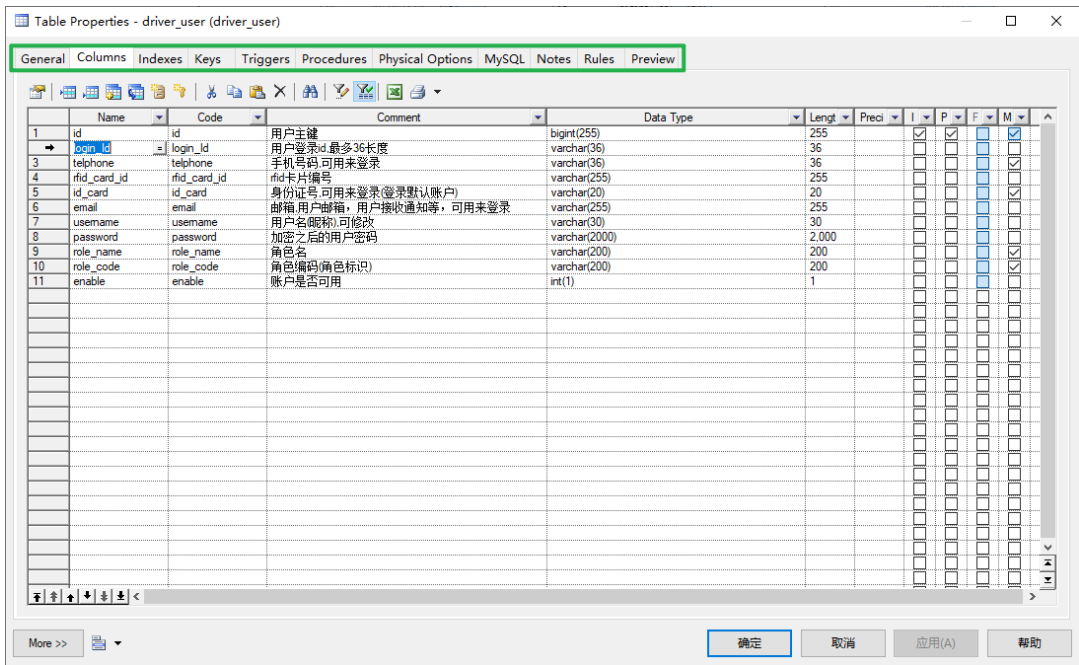 Table Properties - driver_user (driver_user)
General Columns Indexes Keys Triggers Procedures Physical Options MySQL Notes Rules Preview
Name Code Comment Data Type Lengt Preci I P F M
1 id id 用户主键 bigint(255) 255
login_Id = login_Id 用户登录id,最多36长度 varchar(36) 36
3 telphone telphone 手机号码,可用来登录 varchar(36) 36
4 rfid_card_id rfid_card_id rfid卡片编号 varchar(255) 255
5 id_card id_card 身份证号,可用来登录(登录默认账户) varchar(20) 20
6 email email 邮箱,用户邮箱，用户接收通知等，可用来登录 varchar(255) 255
7 username username 用户名(昵称),可修改 varchar(30) 30
8 password password 加密之后的用户密码 varchar(2000) 2,000
9 role_name role_name 角色名 varchar(200) 200
10 role_code role_code 角色编码(角色标识) varchar(200) 200
11 enable enable 账户是否可用 int(1) 1
More >> 确定 取消 应用(A) 帮助